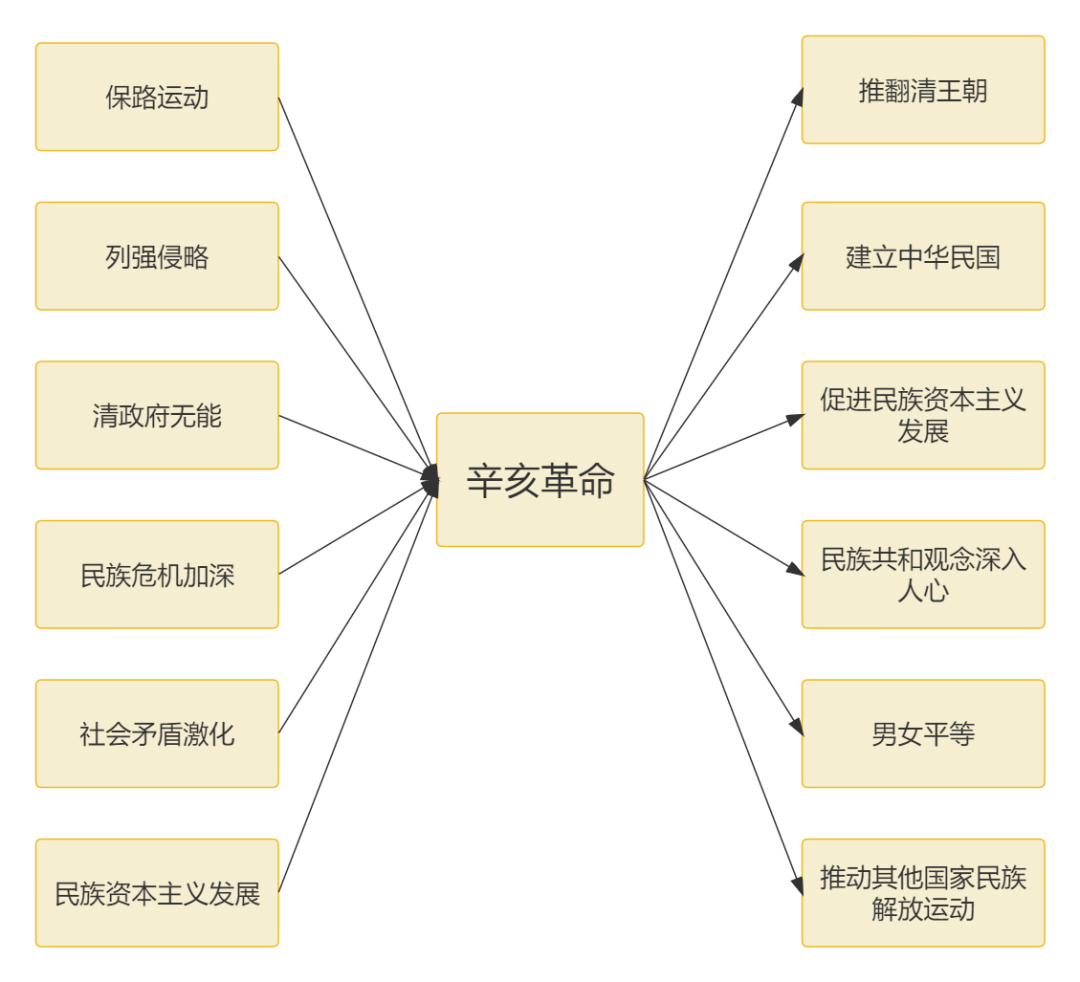 保路运动
列强侵略
清政府无能
民族危机加深
社会矛盾激化
民族资本主义发展
辛亥革命
推翻清王朝
建立中华民国
促进民族资本主义
发展
民族共和观念深入
人心
男女平等
推动其他国家民族
解放运动